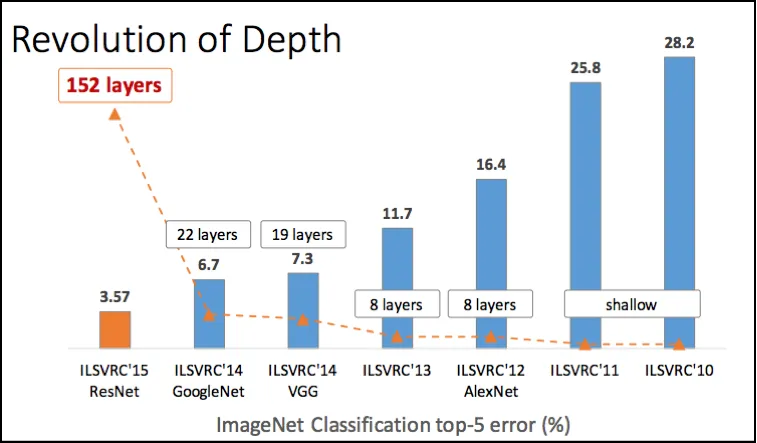 Revolution of Depth
28.2
25.8
152 layers
16.4
11.7
22 layers
19 layers
6.7
7.3
3.57
8 layers
8 layers
shallow
ILSVRC'15
ResNet
ILSVRC'14
GoogleNet
ILSVRC'14
VGG
ILSVRC'13
ILSVRC'12
AlexNet
ILSVRC'11
ILSVRC'10
ImageNet Classification top-5 error (%)